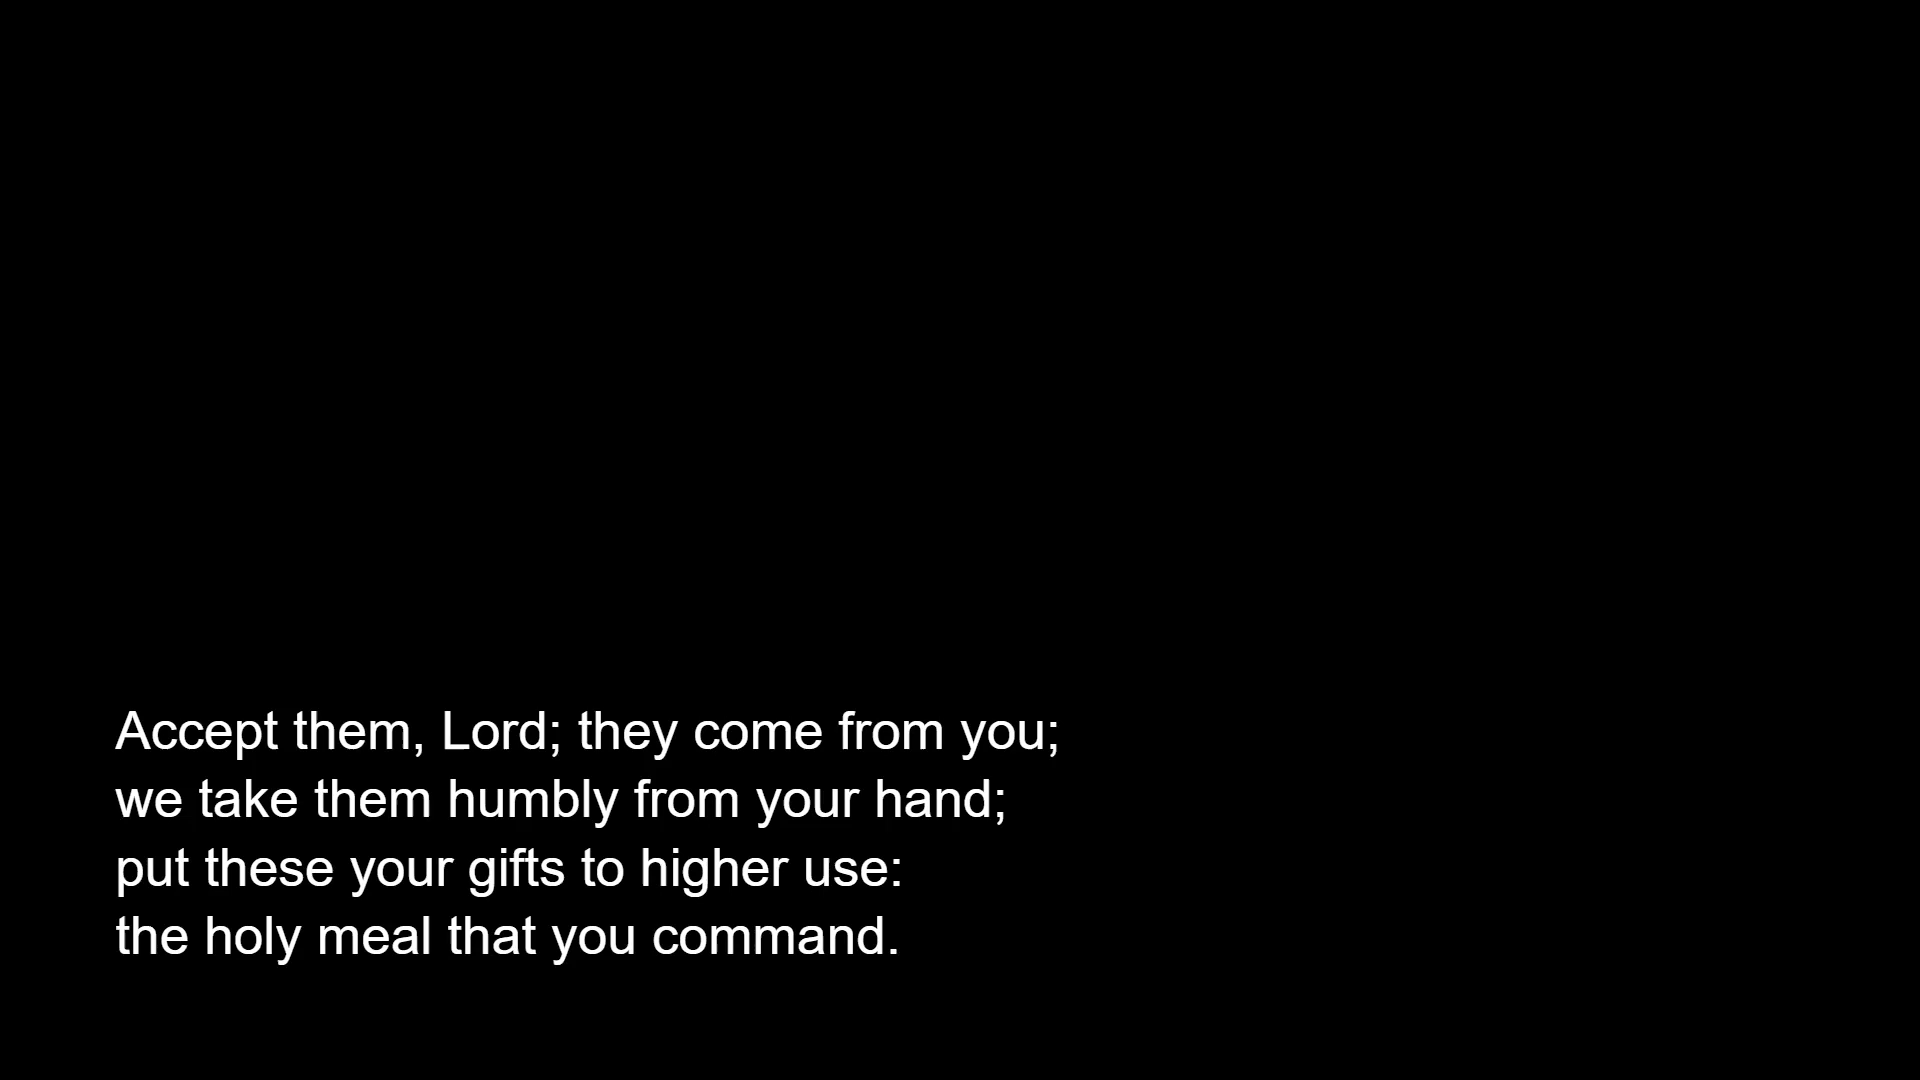 Accept them, Lord; they come from you;
we take them humbly from your hand;
put these your gifts to higher use:
the holy meal that you command.